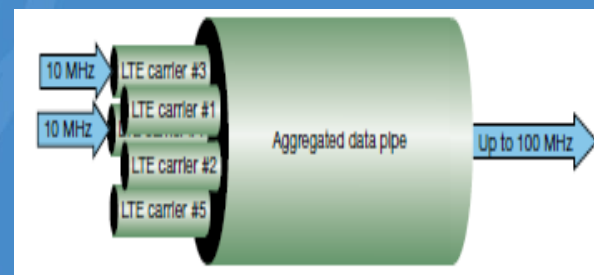 10 MHz
LTE carrier #3
LTE carrier #1
10 MHz
LTE carrier #2
LTE carrier #5
Aggregated data pipe
Up to 100 MHz